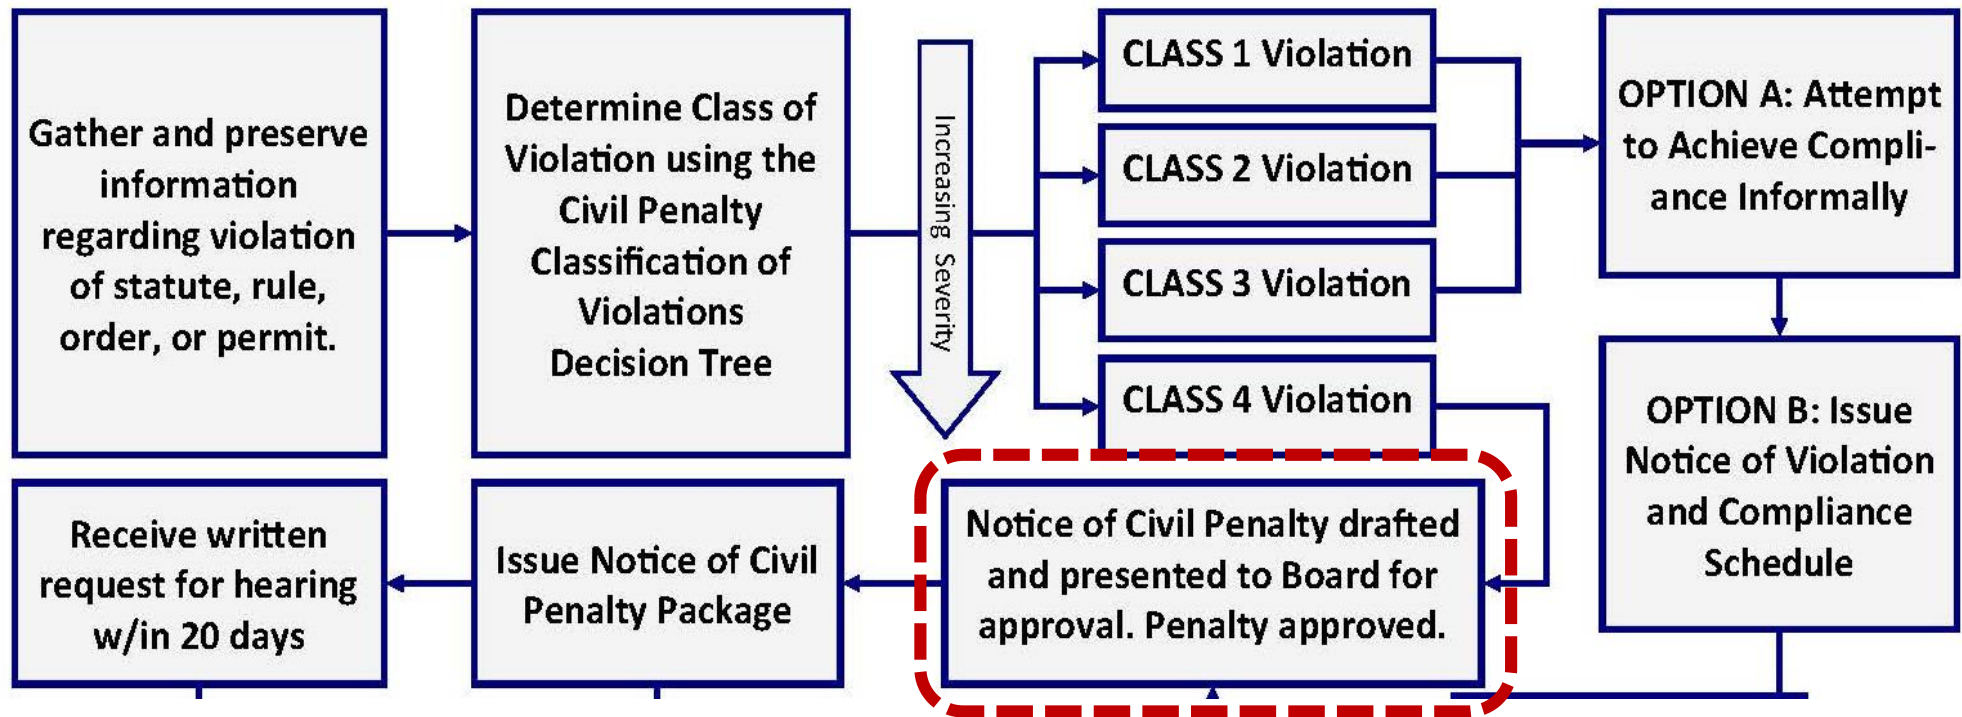 Gather and preserve
information
regarding violation
of statute, rule,
order, or permit.
Determine Class of
Violation using the
Civil Penalty
Classification of
Violations
Decision Tree
Increasing Severity
CLASS 1 Violation
CLASS 2 Violation
CLASS 3 Violation
CLASS 4 Violation
OPTION A: Attempt
to Achieve Compli-
ance Informally
OPTION B: Issue
Notice of Violation
and Compliance
Schedule
Notice of Civil Penalty drafted
and presented to Board for
approval. Penalty approved.
Issue Notice of Civil
Penalty Package
Receive written
request for hearing
w/in 20 days